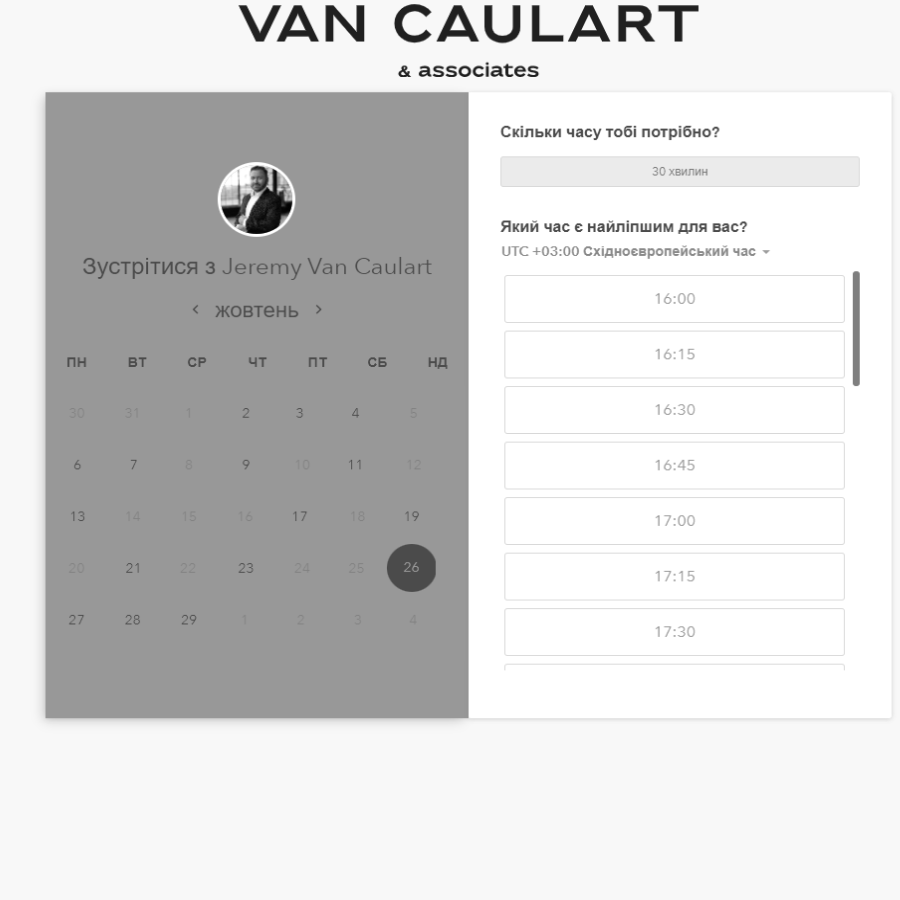 VAN CAULART
& associates
Зустрітися з Jeremy Van Caulart
‹ жовтень ›
ПН ВТ СР ЧТ ПТ СБ НД
30 31 1 2 3 4 5
6 7 8 9 10 11 12
13 14 15 16 17 18 19
20 21 22 23 24 25 26
27 28 29 1 2 3 4
Скільки часу тобі потрібно?
30 хвилин
Який час є найліпшим для вас?
UTC +03:00 Східноєвропейський час
16:00
16:15
16:30
16:45
17:00
17:15
17:30